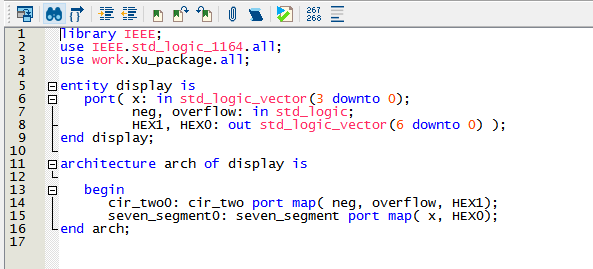 267
268
1 library IEEE;
2 use IEEE.std_logic_1164.all;
3 use work.Xu_package.all;
4
5 entity display is
6 port( x: in std_logic_vector(3 downto 0);
7 neg, overflow: in std_logic;
8 HEX1, HEX0: out std_logic_vector(6 downto 0) );
9 end display;
10
11 architecture arch of display is
12
13 begin
14 cir_two0: cir_two port map( neg, overflow, HEX1);
15 seven_segment0: seven_segment port map( x, HEX0);
16 end arch;
17